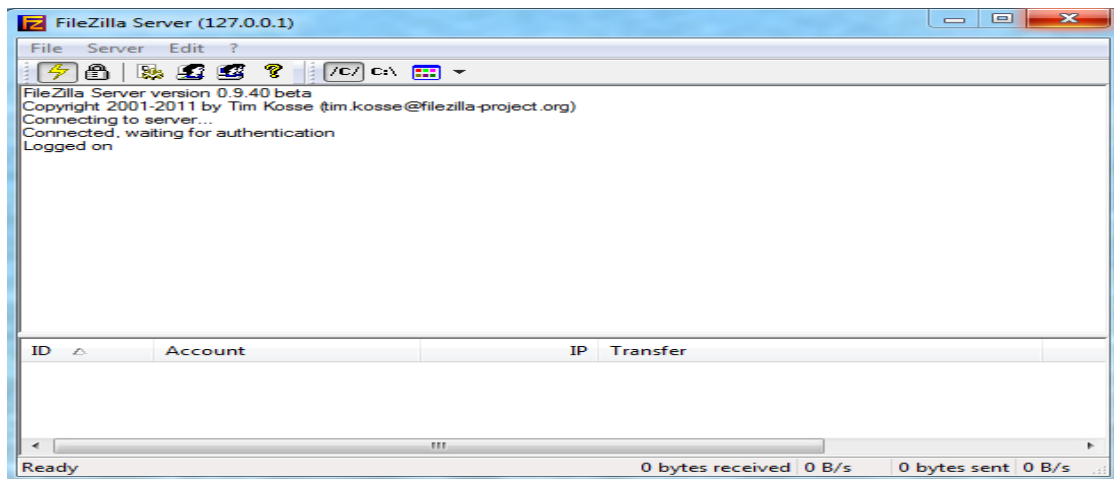 FileZilla Server (127.0.0.1)
File Server Edit ?
/C/ C:\
FileZilla Server version 0.9.40 beta
Copyright 2001-2011 by Tim Kosse (tim.kosse@filezilla-project.org)
Connecting to server...
Connected, waiting for authentication
Logged on
ID Account IP Transfer
Ready 0 bytes received 0 B/s 0 bytes sent 0 B/s